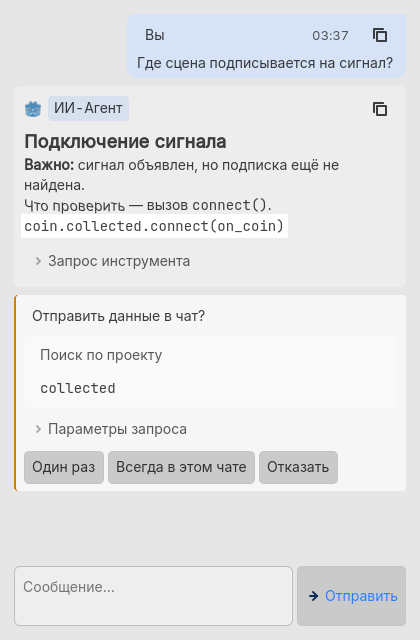 Вы 03:37
Где сцена подписывается на сигнал?
ИИ-Агент
Подключение сигнала
Важно: сигнал объявлен, но подписка ещё не
найдена.
Что проверить — вызов connect().
coin.collected.connect(on_coin)
Запрос инструмента
Отправить данные в чат?
Поиск по проекту
collected
Параметры запроса
Один раз Всегда в этом чате Отказать
Сообщение...
Отправить